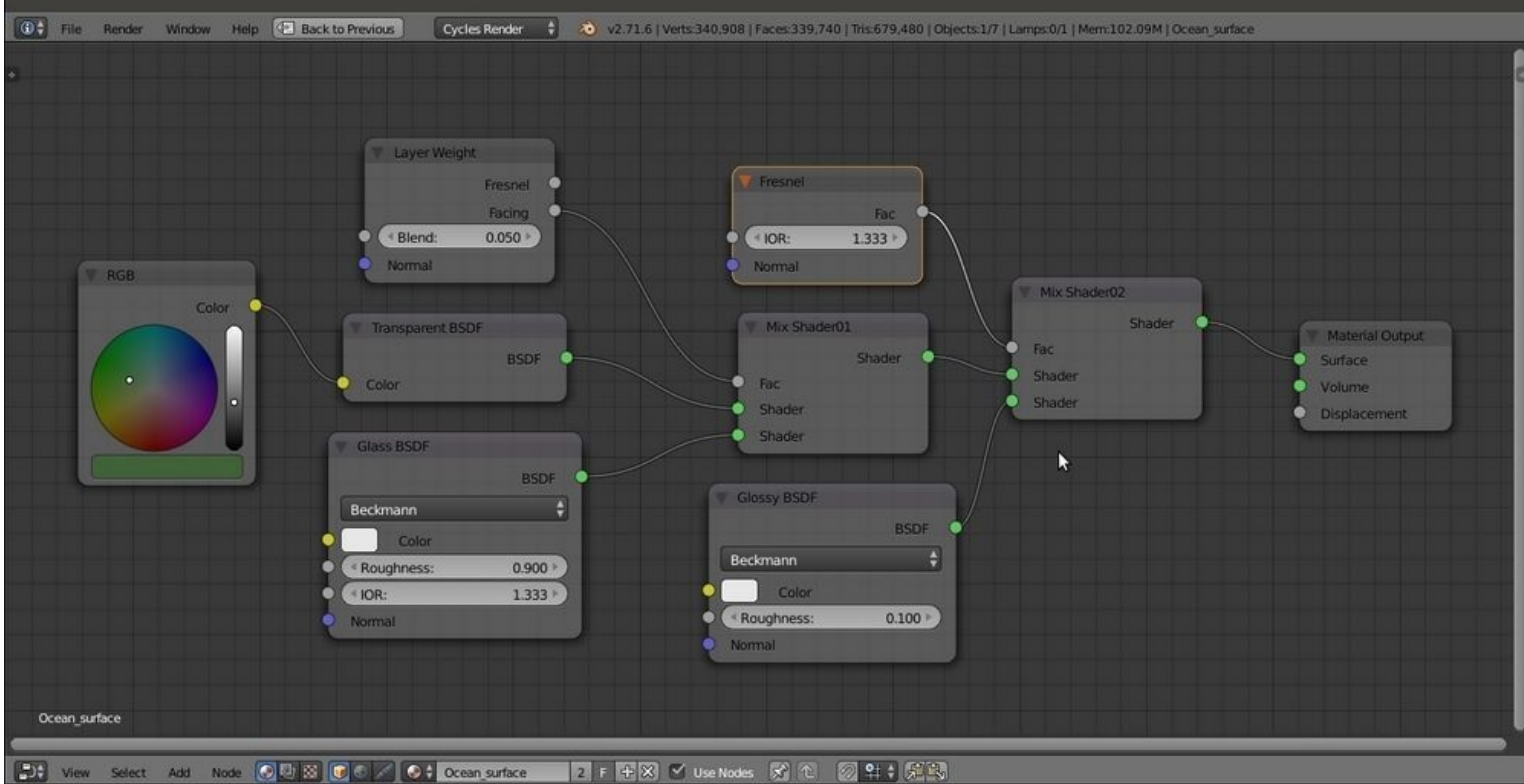 File Render Window Help Back to Previous Cycles Render v2.71.6 | Verts:340,908 | Faces:339,740 | Tris:679,480 | Objects:1/7 | Lamps:0/1 | Mem:102.09M | Ocean_surface
RGB
Color
Layer Weight
Fresnel
Facing
Blend: 0.050
Normal
Transparent BSDF
BSDF
Color
Glass BSDF
BSDF
Beckmann
Color
Roughness: 0.900
IOR: 1.333
Normal
Fresnel
Fac
IOR: 1.333
Normal
Mix Shader01
Shader
Fac
Shader
Shader
Glossy BSDF
BSDF
Beckmann
Color
Roughness: 0.100
Normal
Mix Shader02
Shader
Fac
Shader
Shader
Material Output
Surface
Volume
Displacement
Ocean_surface
View Select Add Node Ocean_surface 2 F Use Nodes